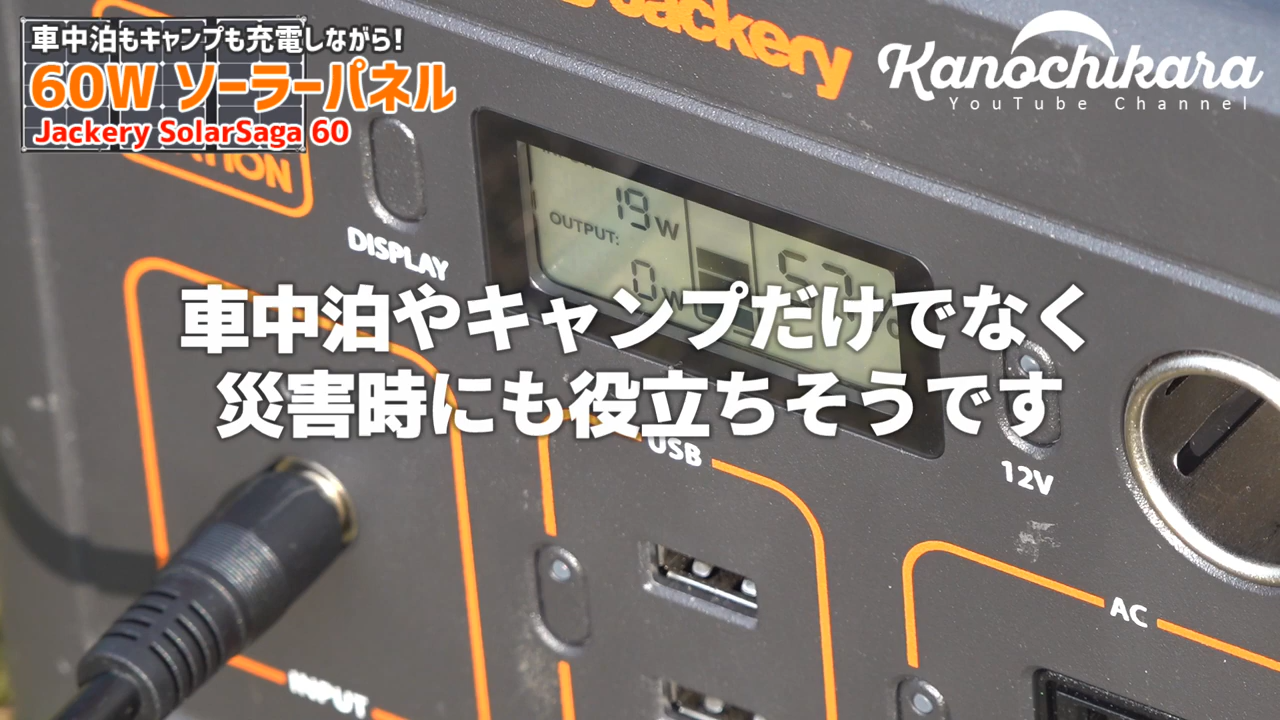 車中泊もキャンプも充電しながら!
60W ソーラーパネル
Jackery SolarSaga 60
Jackery
Kanochikara
YouTube Channel
DISPLAY
19W
OUTPUT:
0W
車中泊やキャンプだけでなく
災害時にも役立ちそうです
USB
12V
AC
INPUT